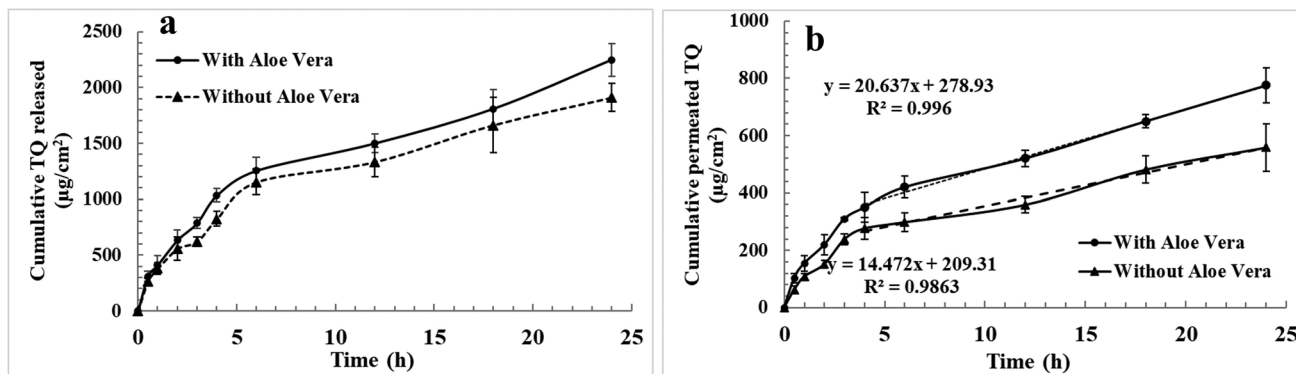 a
Cumulative TQ released
(µg/cm²)
2500
2000
1500
1000
500
0
With Aloe Vera
Without Aloe Vera
0 5 10 15 20 25
Time (h)
b
Cumulative permeated TQ
(µg/cm²)
1000
800
600
400
200
0
y = 20.637x + 278.93
R² = 0.996
With Aloe Vera
Without Aloe Vera
y = 14.472x + 209.31
R² = 0.9863
0 5 10 15 20 25
Time (h)